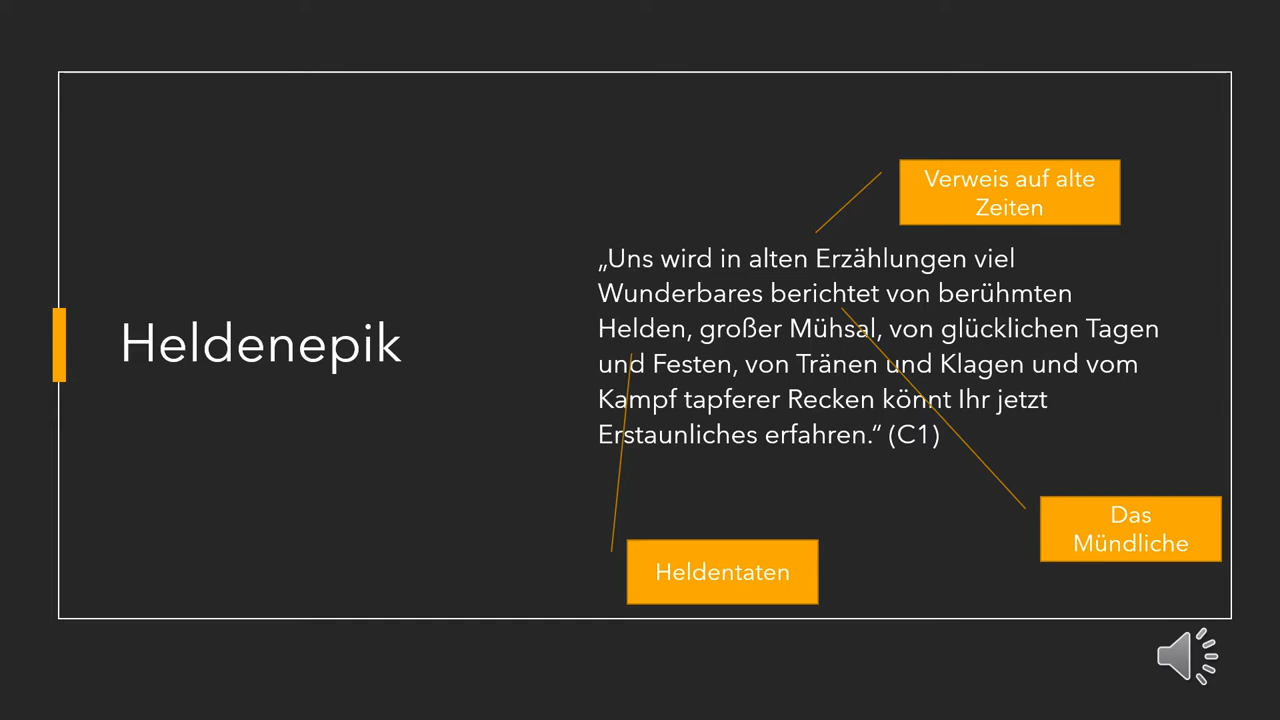 Heldenepik
Verweis auf alte
Zeiten
„Uns wird in alten Erzählungen viel
Wunderbares berichtet von berühmten
Helden, großer Mühsal, von glücklichen Tagen
und Festen, von Tränen und Klagen und vom
Kampf tapferer Recken könnt Ihr jetzt
Erstaunliches erfahren.“ (C1)
Das
Mündliche
Heldentaten